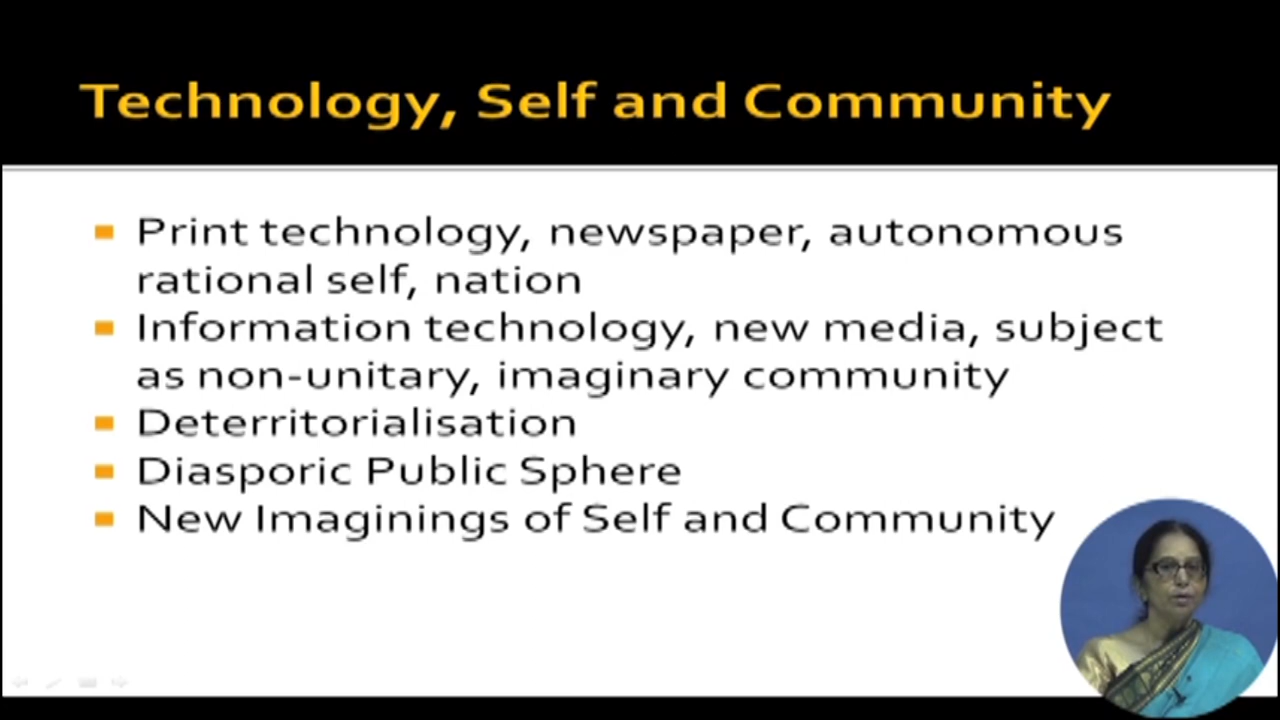 Technology, Self and Community
Print technology, newspaper, autonomous
rational self, nation
Information technology, new media, subject
as non-unitary, imaginary community
Deterritorialisation
Diasporic Public Sphere
New Imaginings of Self and Community